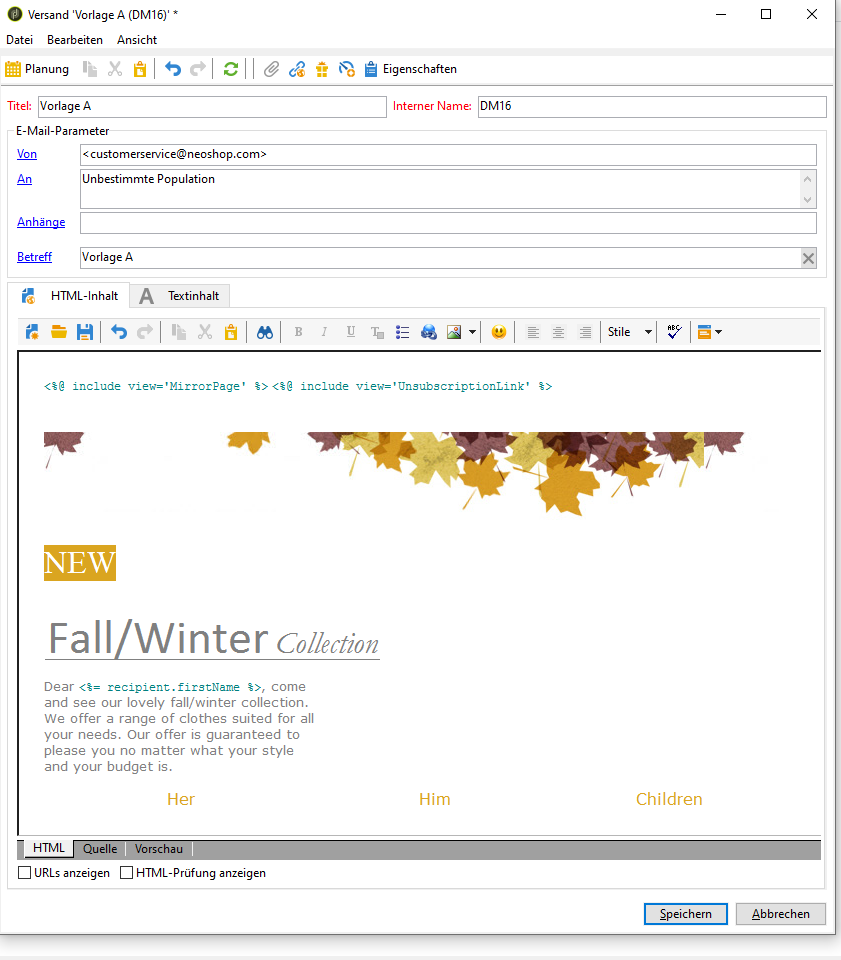 Versand 'Vorlage A (DM16)' *
Datei Bearbeiten Ansicht
Planung Eigenschaften
Titel: Vorlage A Interner Name: DM16
E-Mail-Parameter
Von <customerservice@neoshop.com>
An Unbestimmte Population
Anhänge
Betreff Vorlage A
HTML-Inhalt A Textinhalt
B I U T Stile ABC
<%@ include view='MirrorPage' %> <%@ include view='UnsubscriptionLink' %>
NEW
Fall/Winter Collection
Dear <%= recipient.firstName %>, come
and see our lovely fall/winter collection.
We offer a range of clothes suited for all
your needs. Our offer is guaranteed to
please you no matter what your style
and your budget is.
Her Him Children
HTML Quelle Vorschau
URLs anzeigen HTML-Prüfung anzeigen
Speichern Abbrechen